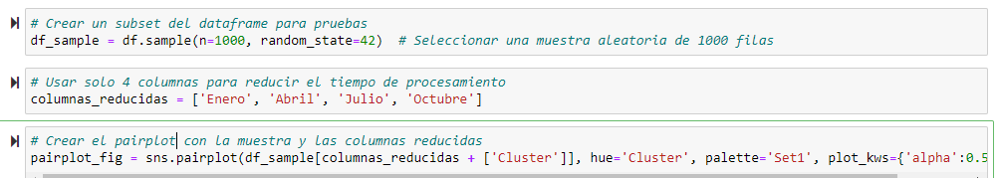 # Crear un subset del dataframe para pruebas
df_sample = df.sample(n=1000, random_state=42)  # Seleccionar una muestra aleatoria de 1000 filas
# Usar solo 4 columnas para reducir el tiempo de procesamiento
columnas_reducidas = ['Enero', 'Abril', 'Julio', 'Octubre']
# Crear el pairplot con la muestra y las columnas reducidas
pairplot_fig = sns.pairplot(df_sample[columnas_reducidas + ['Cluster']], hue='Cluster', palette='Set1', plot_kws={'alpha':0.5